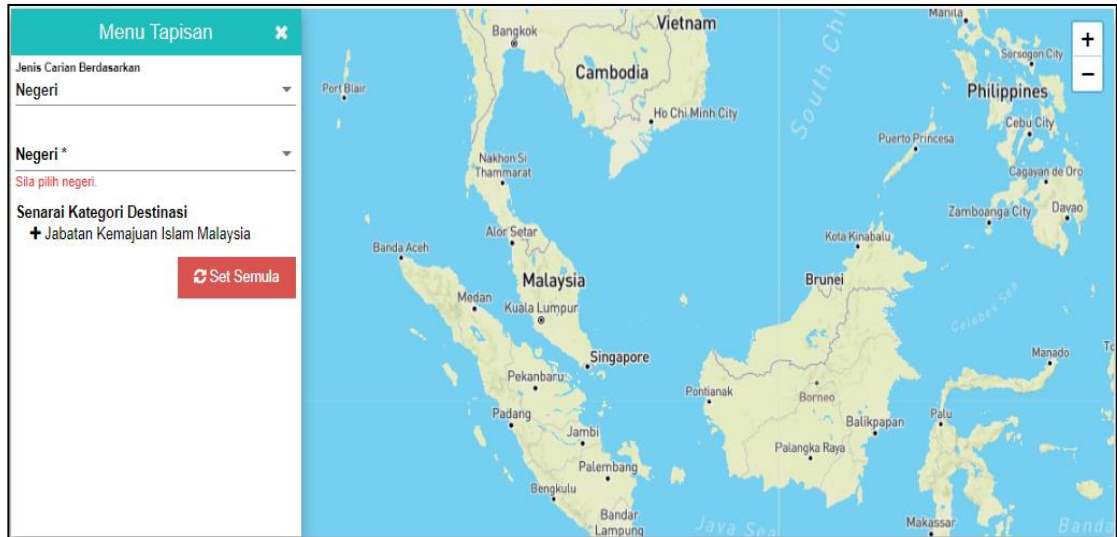 Menu Tapisan
Jenis Carian Berdasarkan
Negeri
Negeri *
Sila pilih negeri.
Senarai Kategori Destinasi
Jabatan Kemajuan Islam Malaysia
Set Semula
+
−
Manila
Vietnam
Bangkok
South Chi
Sorsogon City
Cambodia
Port Blair
Philippines
Ho Chi Minh City
Cebu City
Puerto Princesa
Nakhon Si
Thammarat
Cagayan de Oro
Zamboanga City
Davao
Alor Setar
Kota Kinabalu
Banda Aceh
Malaysia
Brunei
Medan
Kuala Lumpur
Celebes Sea
Singapore
Manado
Pekanbaru
Pontianak
Borneo
Padang
Balikpapan
Palu
Jambi
Palangka Raya
Palembang
Bengkulu
Bandar
Lampung
Java Sea
Makassar
Banda